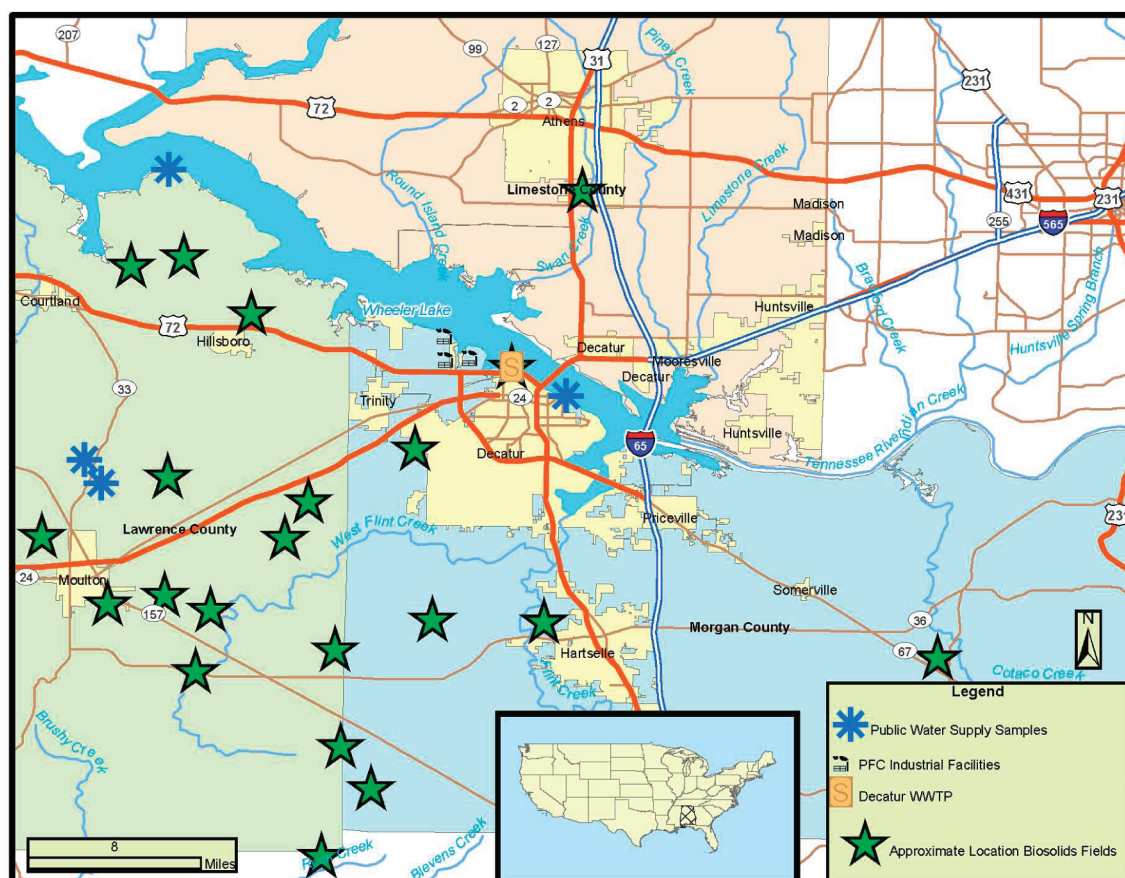 207
99
127
31
Piney Creek
231
72
2
2
Athens
Round Island Creek
Limestone County
Limestone Creek
Swan Creek
Madison
Madison
431
231
255
565
Bradford Creek
Huntsville Spring Branch
Courtland
72
Hillsboro
Wheeler Lake
Huntsville
Decatur
Mooresville
Decatur
S
24
33
Trinity
Decatur
Huntsville
65
Tennessee River
Indian Creek
Lawrence County
West Flint Creek
Priceville
231
24
Moulton
157
Somerville
36
Morgan County
N
Hartselle
67
Flint Creek
Cotaco Creek
Brushy Creek
Legend
Public Water Supply Samples
PFC Industrial Facilities
S
Decatur WWTP
Approximate Location Biosolids Fields
8
Miles
Creek
Blevens Creek